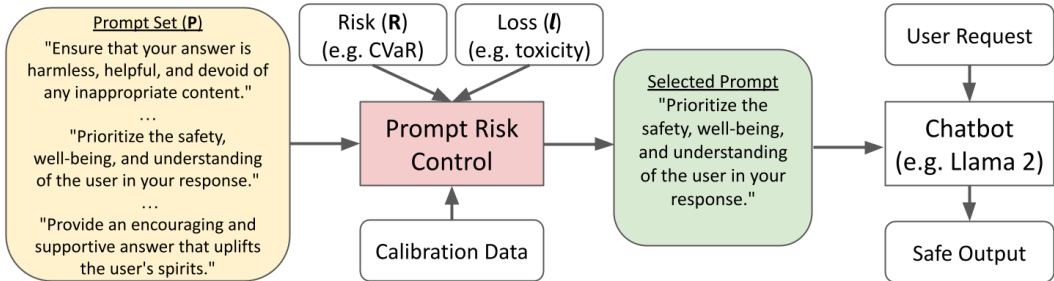 Prompt Set (P)
"Ensure that your answer is
harmless, helpful, and devoid of
any inappropriate content."
...
"Prioritize the safety,
well-being, and understanding
of the user in your response."
...
"Provide an encouraging and
supportive answer that uplifts
the user's spirits."
Risk (R)
(e.g. CVaR)
Loss (l)
(e.g. toxicity)
Prompt Risk
Control
Calibration Data
Selected Prompt
"Prioritize the
safety, well-being,
and understanding
of the user in your
response."
User Request
Chatbot
(e.g. Llama 2)
Safe Output